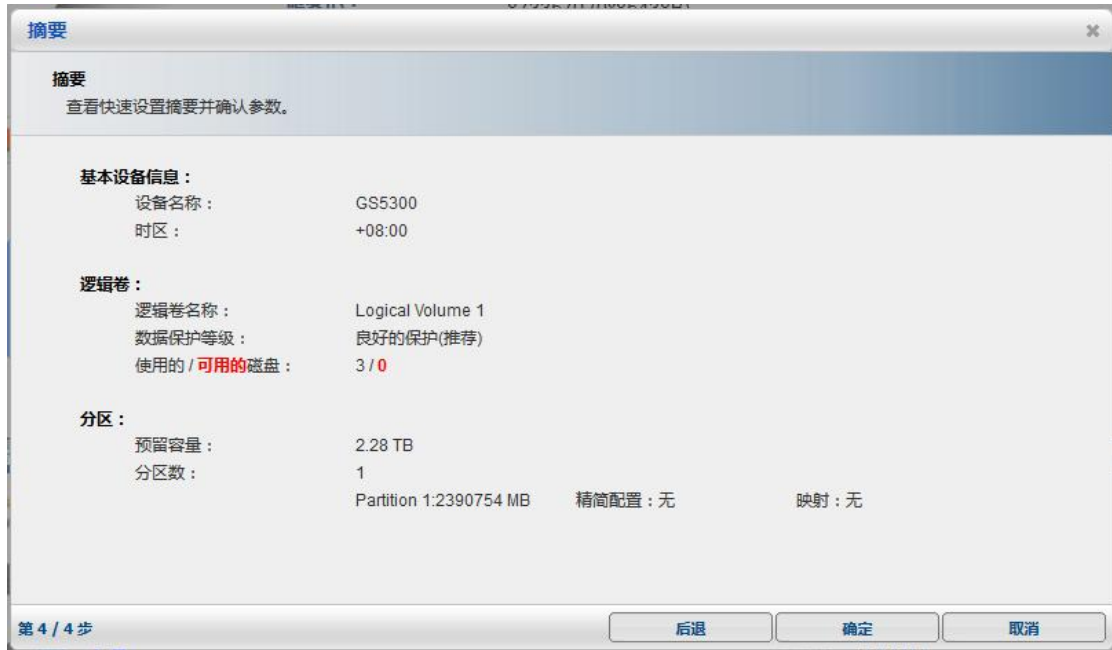 摘要
摘要
查看快速设置摘要并确认参数。
基本设备信息：
设备名称： GS5300
时区： +08:00
逻辑卷：
逻辑卷名称： Logical Volume 1
数据保护等级： 良好的保护(推荐)
使用的 / 可用的磁盘： 3 / 0
分区：
预留容量： 2.28 TB
分区数： 1
Partition 1:2390754 MB 精简配置：无 映射：无
第 4 / 4 步 后退 确定 取消